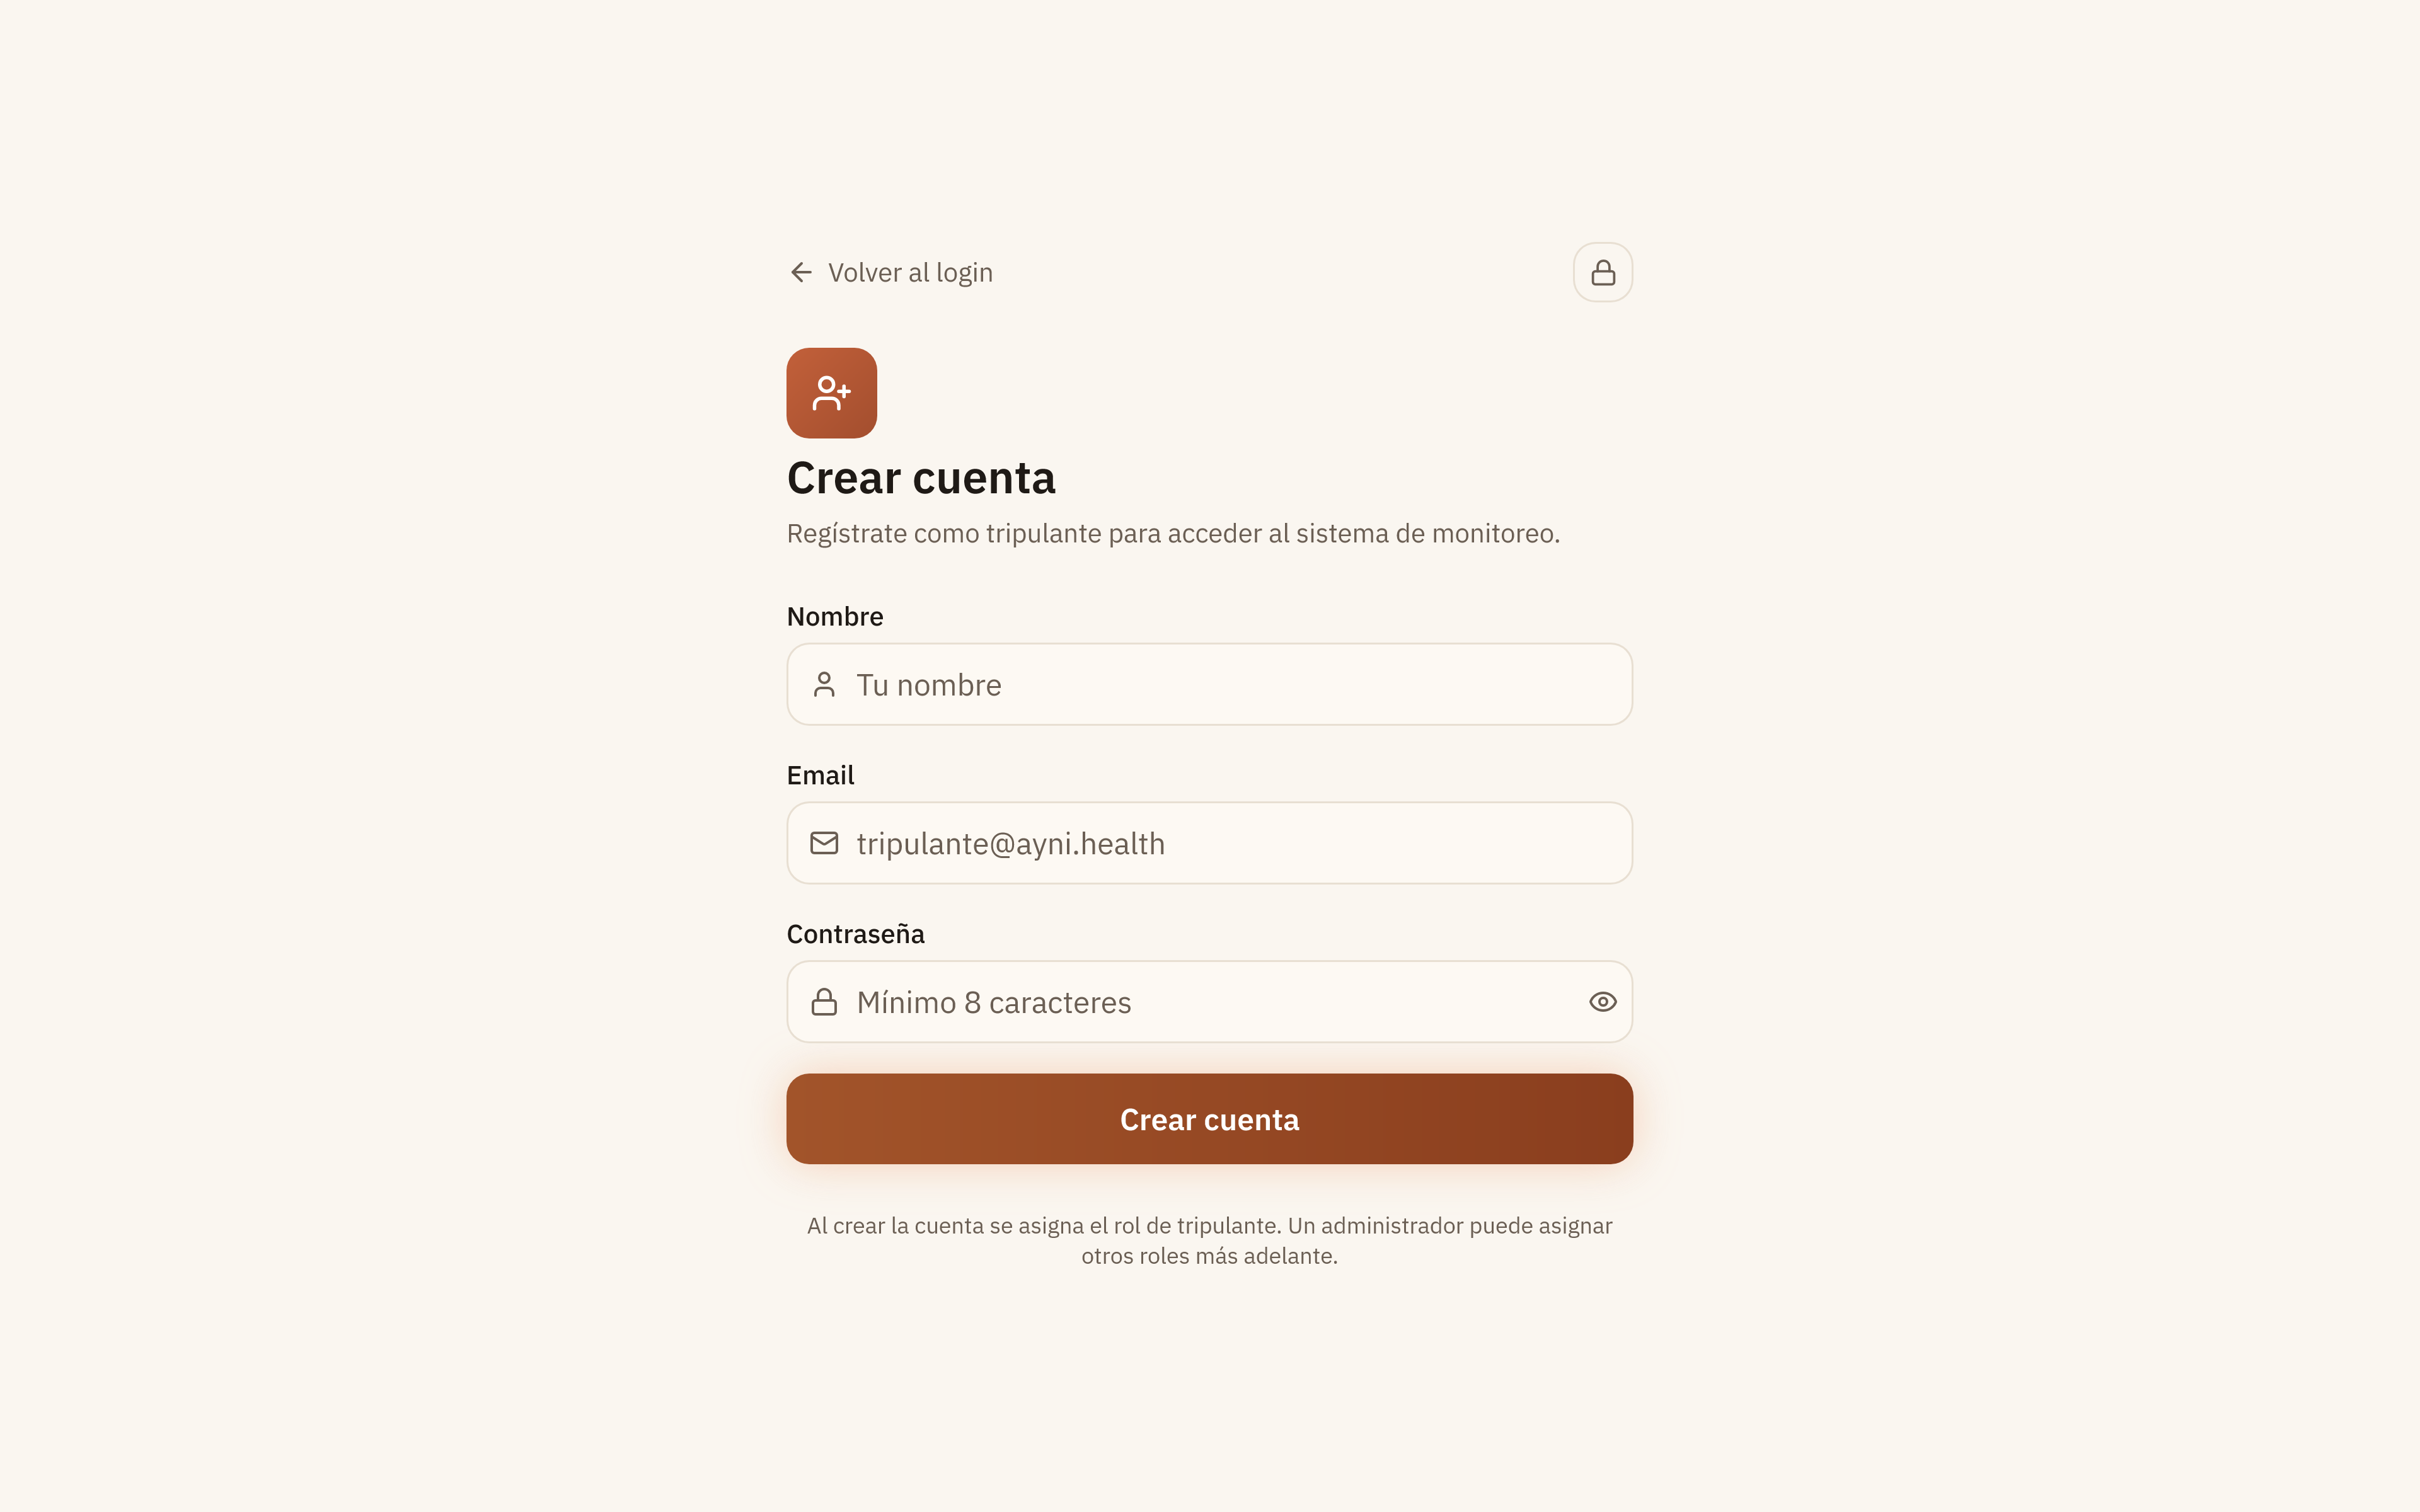 Volver al login
Crear cuenta
Regístrate como tripulante para acceder al sistema de monitoreo.
Nombre
Tu nombre
Email
tripulante@ayni.health
Contraseña
Mínimo 8 caracteres
Crear cuenta
Al crear la cuenta se asigna el rol de tripulante. Un administrador puede asignar
otros roles más adelante.